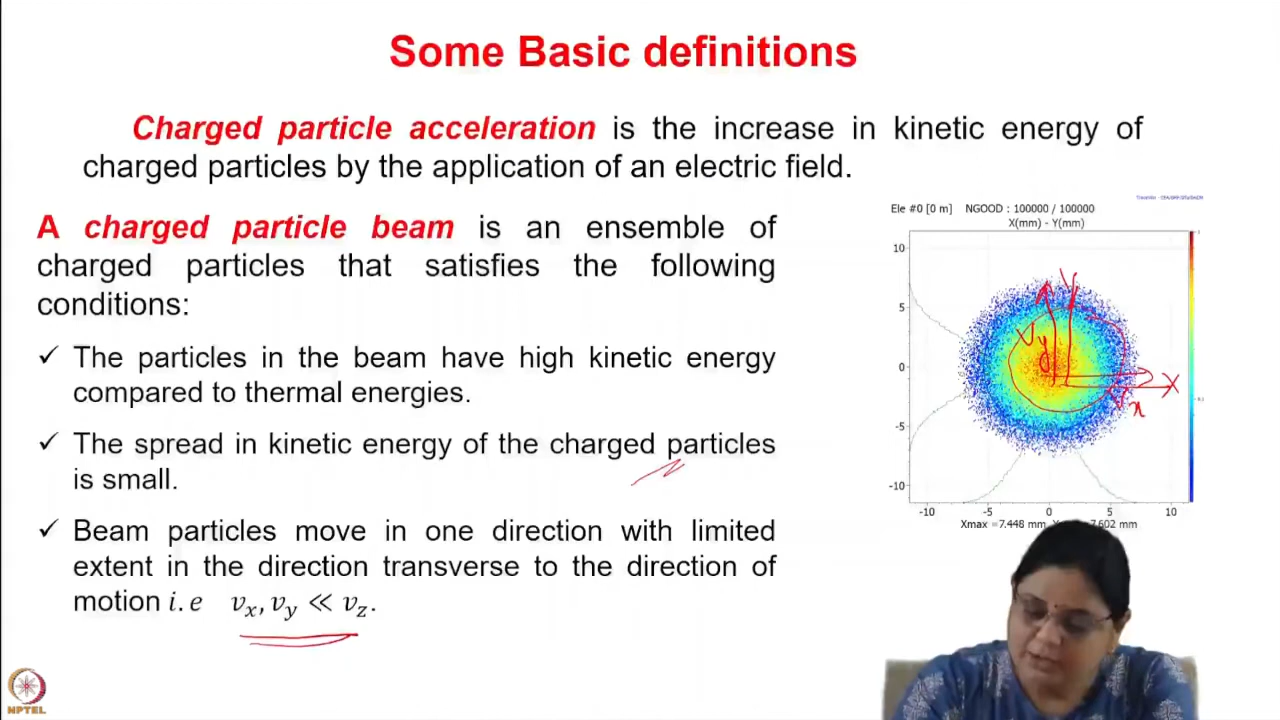 Some Basic definitions
Charged particle acceleration is the increase in kinetic energy of
charged particles by the application of an electric field.
A charged particle beam is an ensemble of
charged particles that satisfies the following
conditions:
✓ The particles in the beam have high kinetic energy
compared to thermal energies.
✓ The spread in kinetic energy of the charged particles
is small.
✓ Beam particles move in one direction with limited
extent in the direction transverse to the direction of
motion i.e vₓ, v_y ≪ v_z.
Ele #0 [0 m] NGOOD : 100000 / 100000
X(mm) - Y(mm)
10
5
0
-5
-10
-10 -5 0 5 10
Xmax = 7.448 mm 7.602 mm
Y
v_y
X
v_x
NPTEL